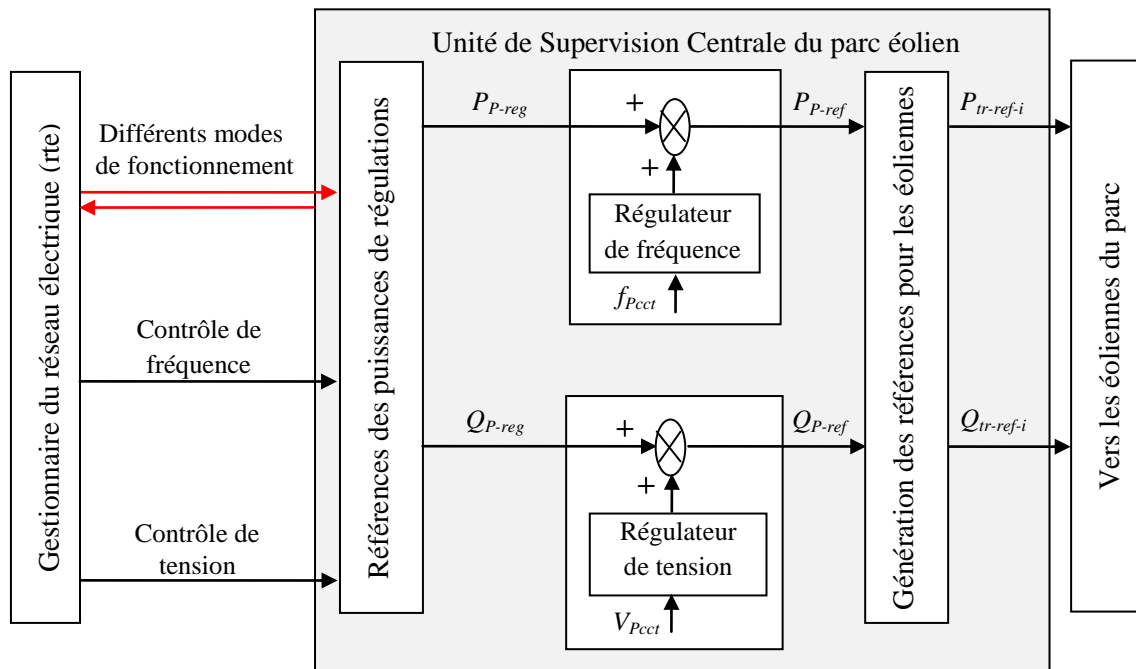 Unité de Supervision Centrale du parc éolien
Gestionnaire du réseau électrique (rte)
Différents modes
de fonctionnement
Contrôle de
fréquence
Contrôle de
tension
Références des puissances de régulations
P_{P-reg}
+
+
Régulateur
de fréquence
f_{Pcct}
P_{P-ref}
Q_{P-reg}
+
+
Régulateur
de tension
V_{Pcct}
Q_{P-ref}
Génération des références pour les éoliennes
P_{tr-ref-i}
Q_{tr-ref-i}
Vers les éoliennes du parc